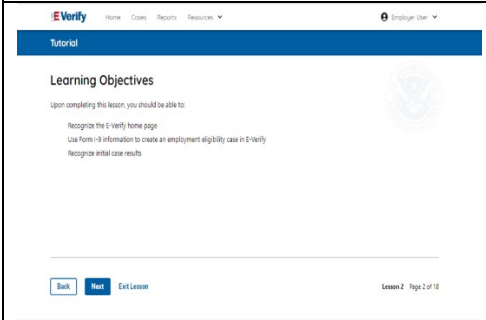 E-Verify Home Cases Reports Resources Employer User
Tutorial
Learning Objectives
Upon completing this lesson, you should be able to:
Recognize the E-Verify home page
Use Form I-9 information to create an employment eligibility case in E-Verify
Recognize initial case results
Back Next Exit Lesson Lesson 2 Page 2 of 18